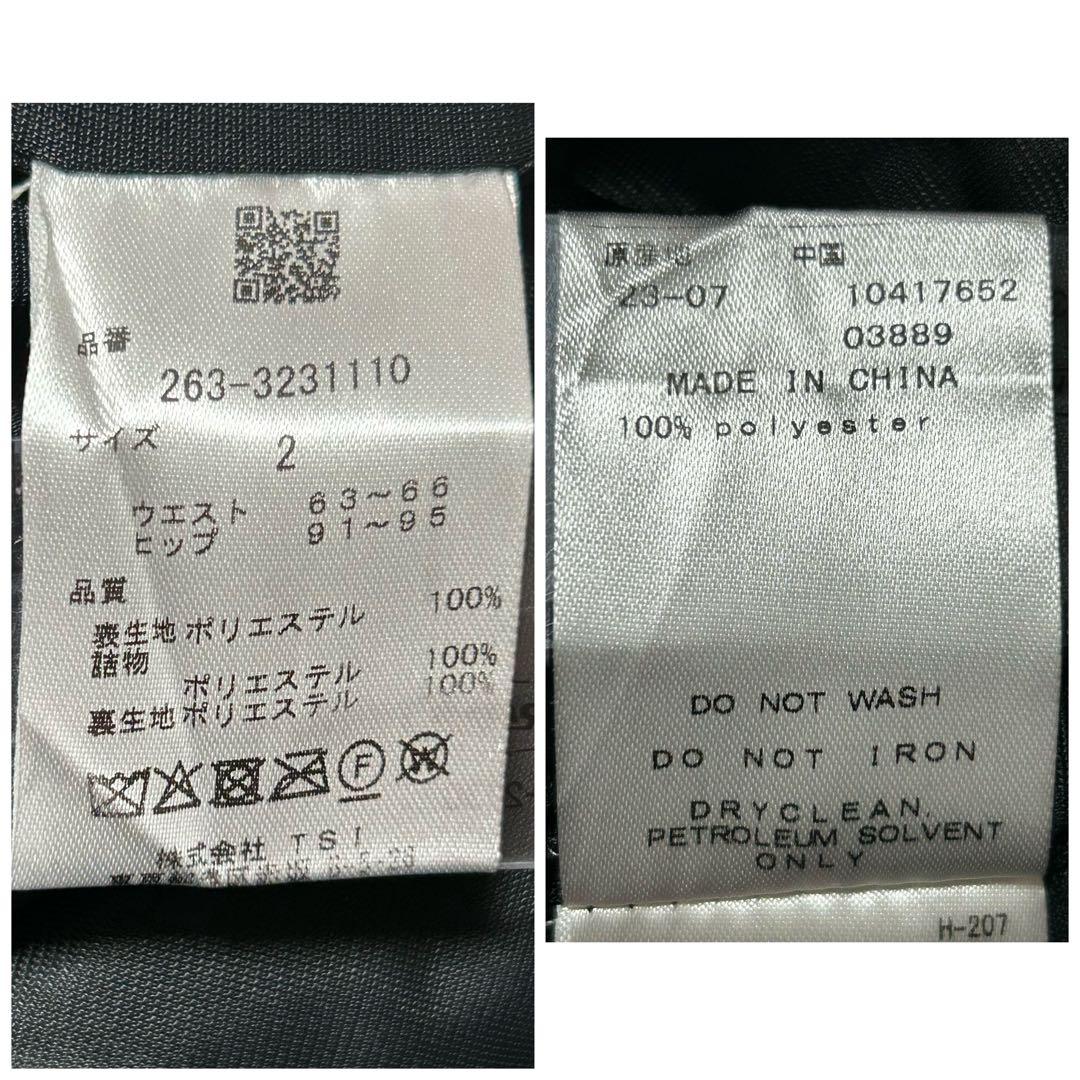 品番
263-3231110
サイズ 2
ウエスト 63～66
ヒップ 91～95
品質
表生地 ポリエステル 100%
詰物
ポリエステル 100%
裏生地 ポリエステル 100%
F
W
株式会社 TSI
原産地 中国
23-07 10417652
03889
MADE IN CHINA
100% polyester
DO NOT WASH
DO NOT IRON
DRYCLEAN,
PETROLEUM SOLVENT
ONLY
H-207